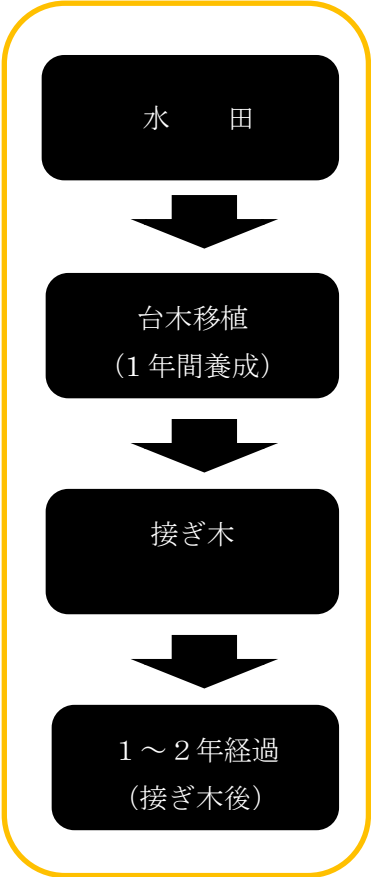 水　　田
台木移植
（1 年間養成）
接ぎ木
１～２年経過
（接ぎ木後）